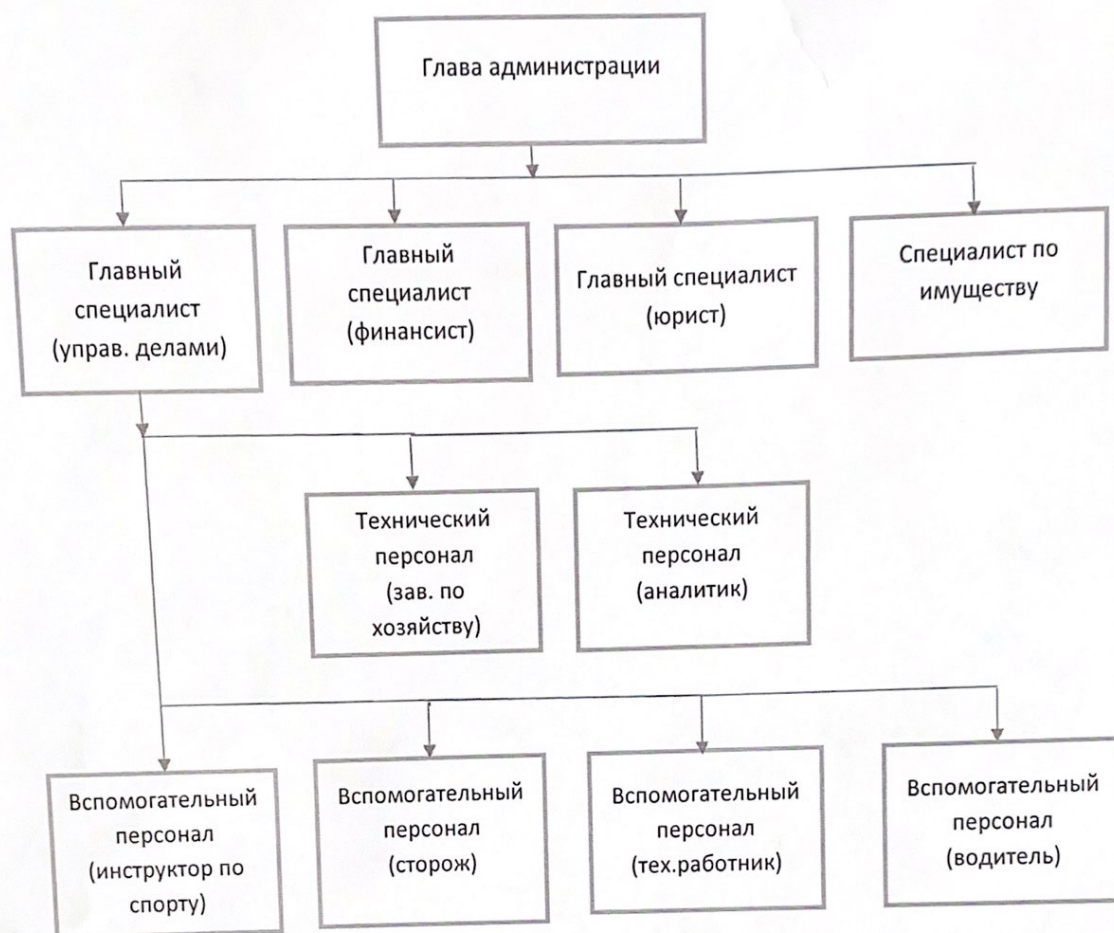 Глава администрации
Главный
специалист
(управ. делами)
Главный
специалист
(финансист)
Главный специалист
(юрист)
Специалист по
имуществу
Технический
персонал
(зав. по
хозяйству)
Технический
персонал
(аналитик)
Вспомогательный
персонал
(инструктор по
спорту)
Вспомогательный
персонал
(сторож)
Вспомогательный
персонал
(тех.работник)
Вспомогательный
персонал
(водитель)